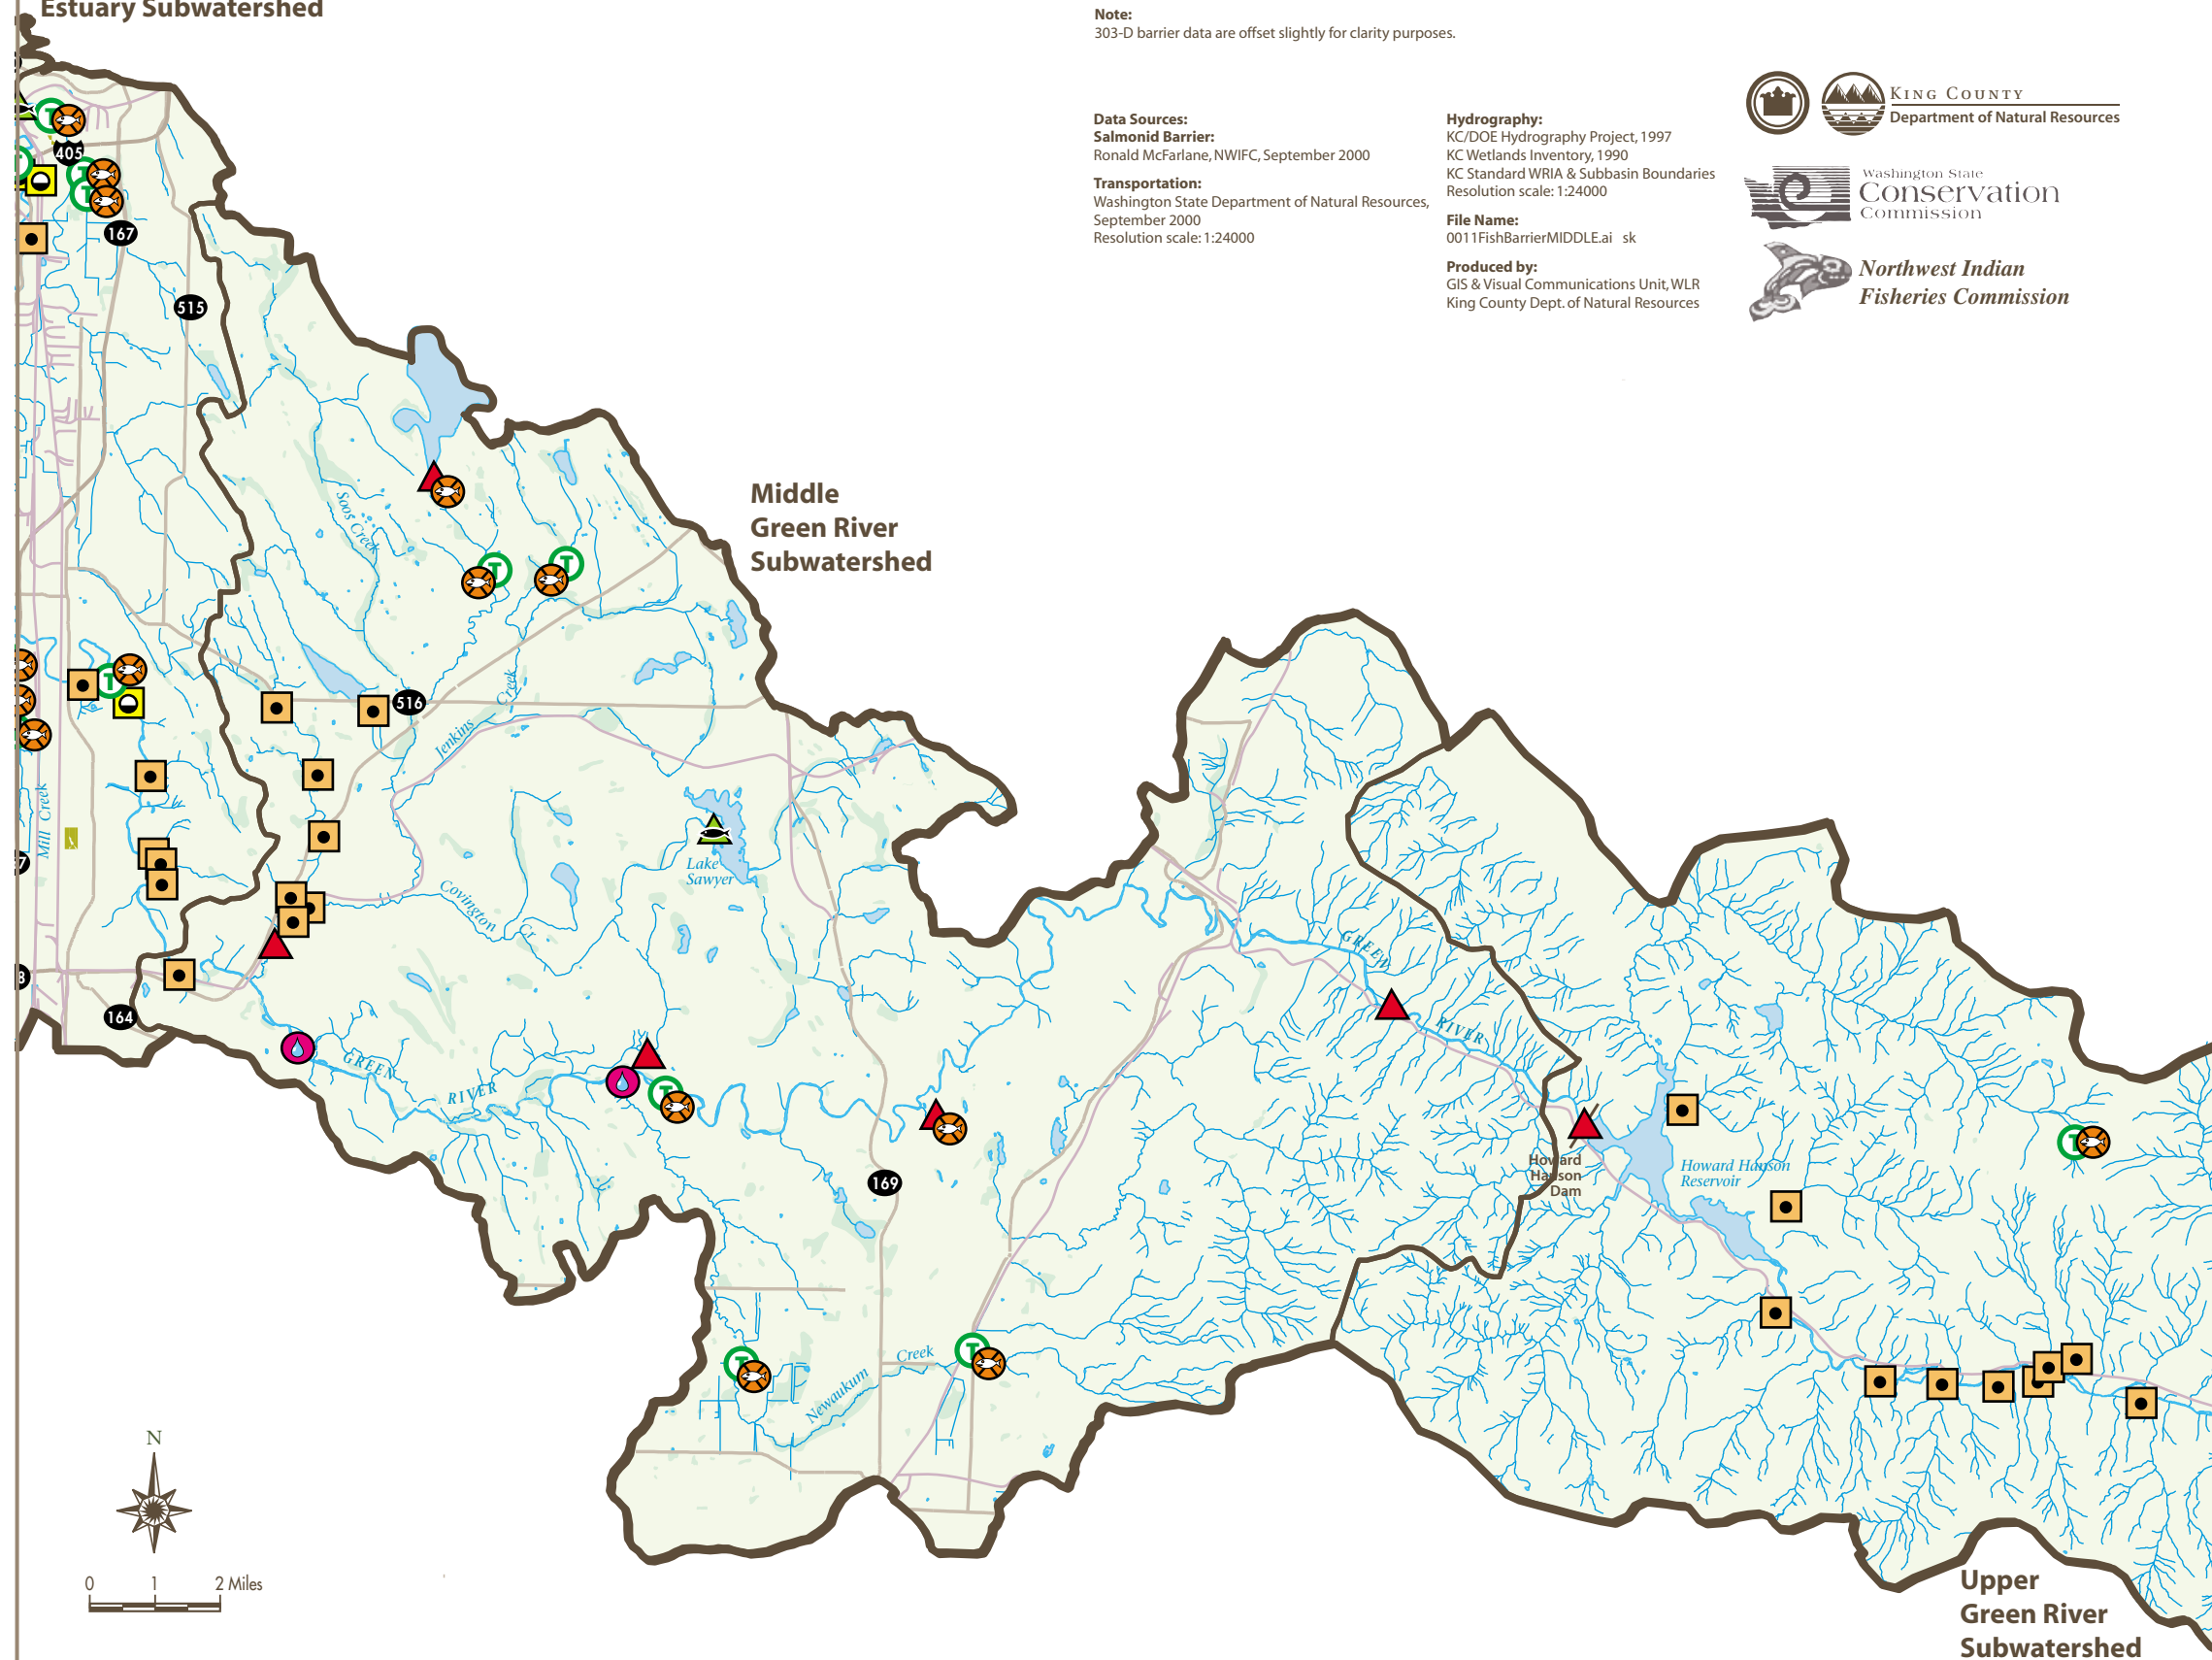 Estuary Subwatershed
Note:
303-D barrier data are offset slightly for clarity purposes.
Data Sources:
Salmonid Barrier:
Ronald McFarlane, NWIFC, September 2000
Transportation:
Washington State Department of Natural Resources,
September 2000
Resolution scale: 1:24000
Hydrography:
KC/DOE Hydrography Project, 1997
KC Wetlands Inventory, 1990
KC Standard WRIA & Subbasin Boundaries
Resolution scale: 1:24000
File Name:
0011FishBarrierMIDDLE.ai sk
Produced by:
GIS & Visual Communications Unit, WLR
King County Dept. of Natural Resources
KING COUNTY
Department of Natural Resources
Washington State
Conservation
Commission
Northwest Indian
Fisheries Commission
T
405
T
T
167
515
Middle
Green River
Subwatershed
Soos Creek
T
T
T
516
Jenkins Creek
Mill Creek
7
Lake
Sawyer
Covington Cr
8
164
GREEN RIVER
GREEN RIVER
T
169
Howard
Hanson
Dam
Howard Hanson
Reservoir
T
T
T
Newaukum Creek
N
0 1 2 Miles
Upper
Green River
Subwatershed